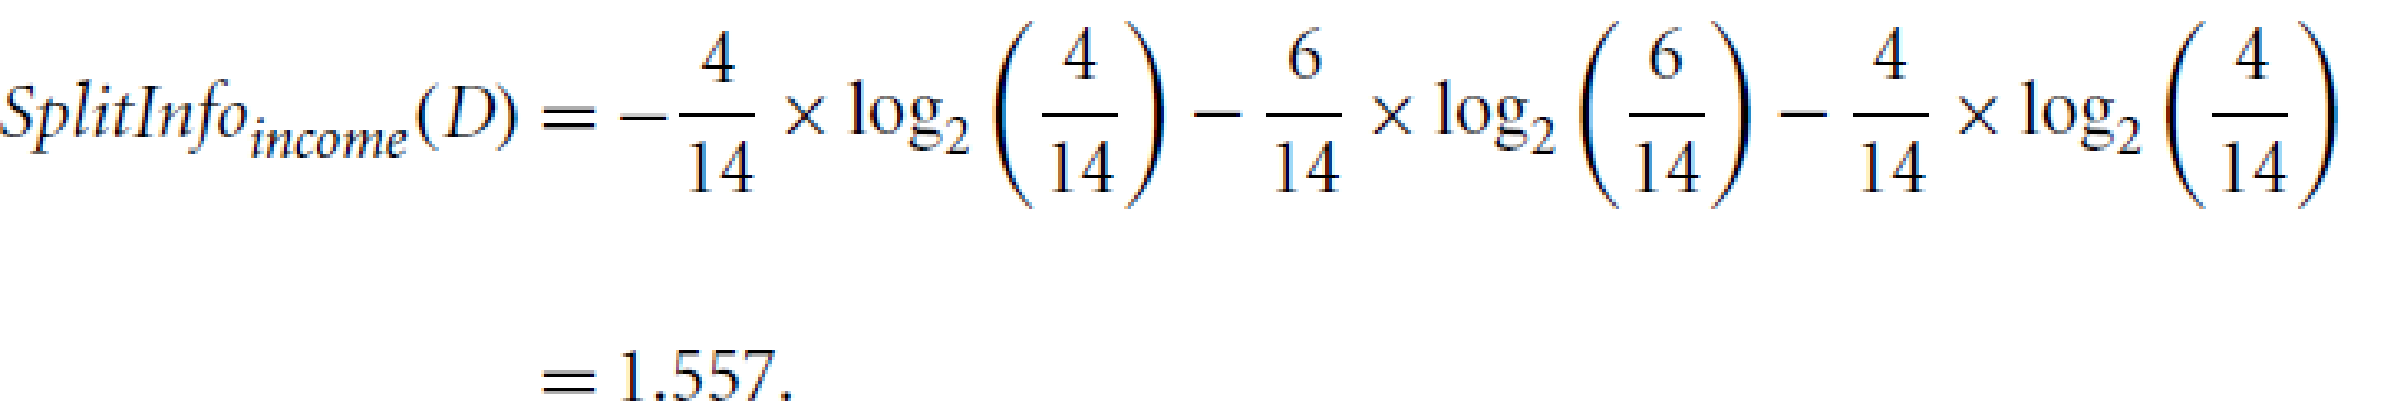 SplitInfo_income(D) = −4/14 × log₂(4/14) − 6/14 × log₂(6/14) − 4/14 × log₂(4/14)
= 1.557.